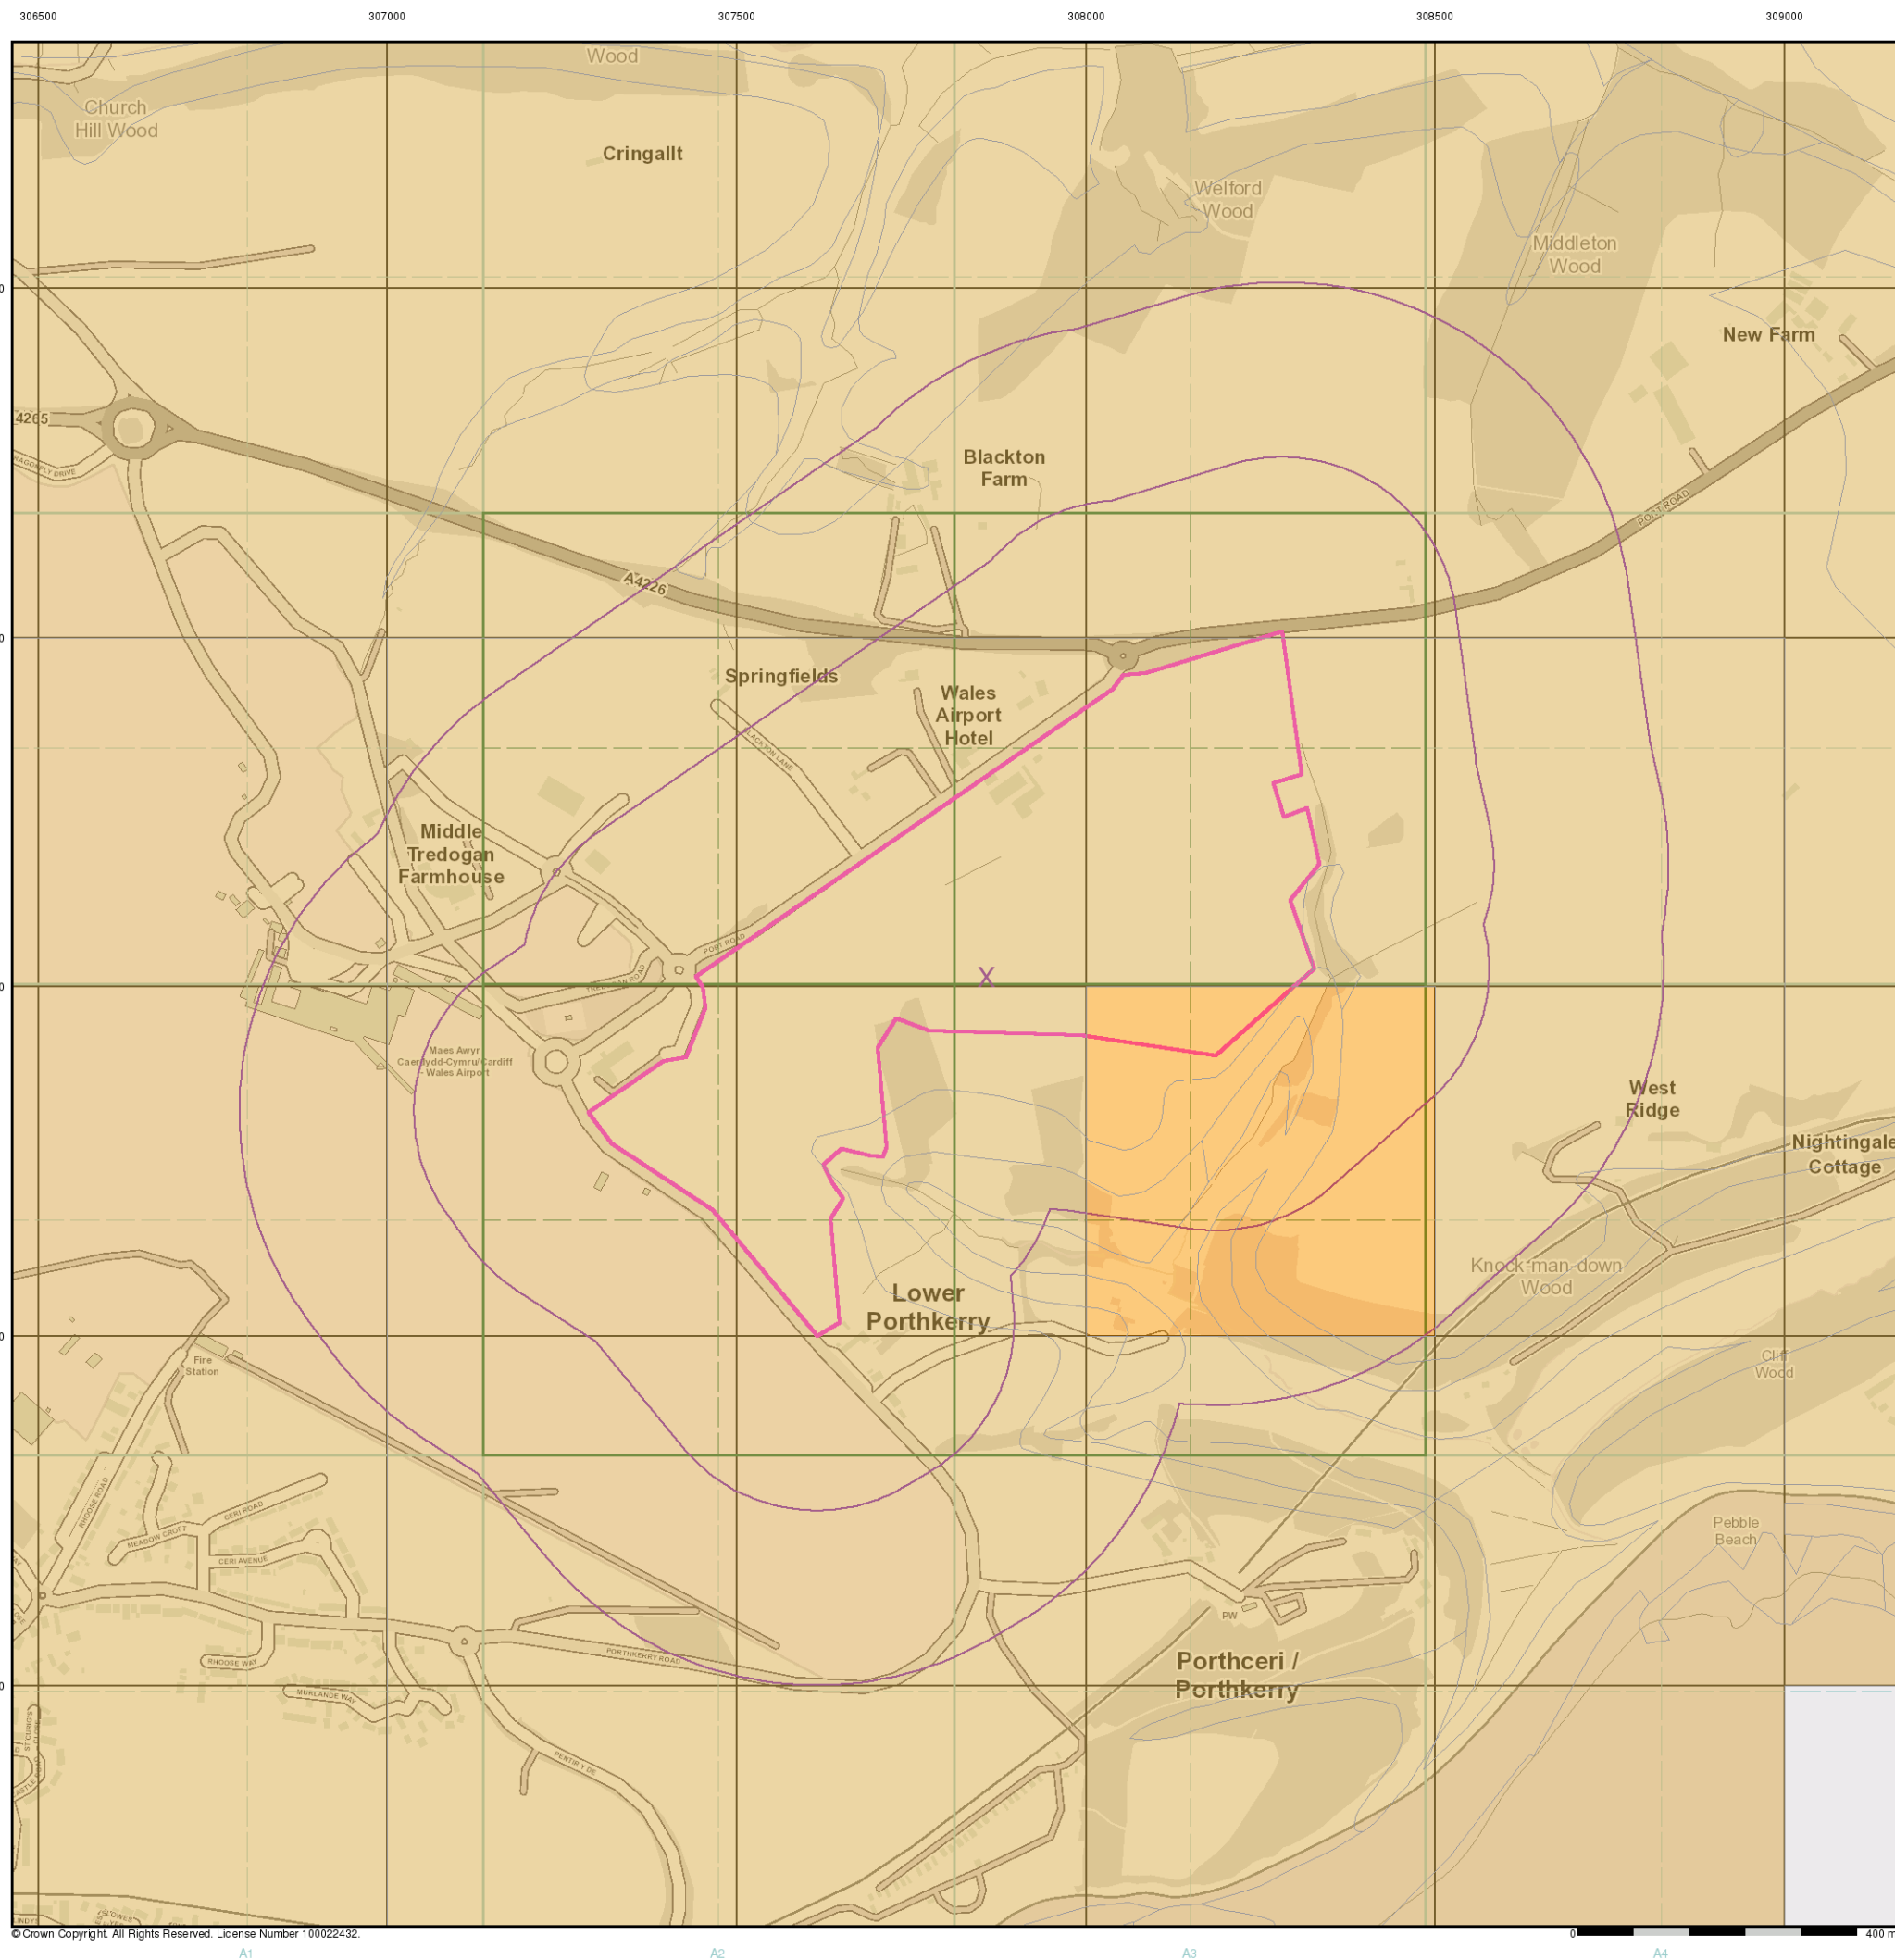 306500 307000 307500 308000 308500 309000
Wood
Church
Hill Wood
Cringallt
Welford
Wood
Middleton
Wood
New Farm
4265
Blackton
Farm
PORT ROAD
A4226
Springfields
Wales
Airport
Hotel
BLACKTON LANE
Middle
Tredogan
Farmhouse
PORT ROAD
TREDOGAN ROAD
X
Maes Awyr
Caerdydd-Cymru/Cardiff
- Wales Airport
West
Ridge
Nightingale
Cottage
Lower
Porthkerry
Knock-man-down
Wood
Fire
Station
Cliff
Wood
RHOOSE ROAD
CERI ROAD
MEADOW CROFT
CERI AVENUE
Pebble
Beach
PW
RHOOSE WAY
PORTHKERRY ROAD
Porthceri /
Porthkerry
MURLANDE WAY
PENTIR Y DE
© Crown Copyright. All Rights Reserved. License Number 100022432.
0 400 m
A1 A2 A3 A4